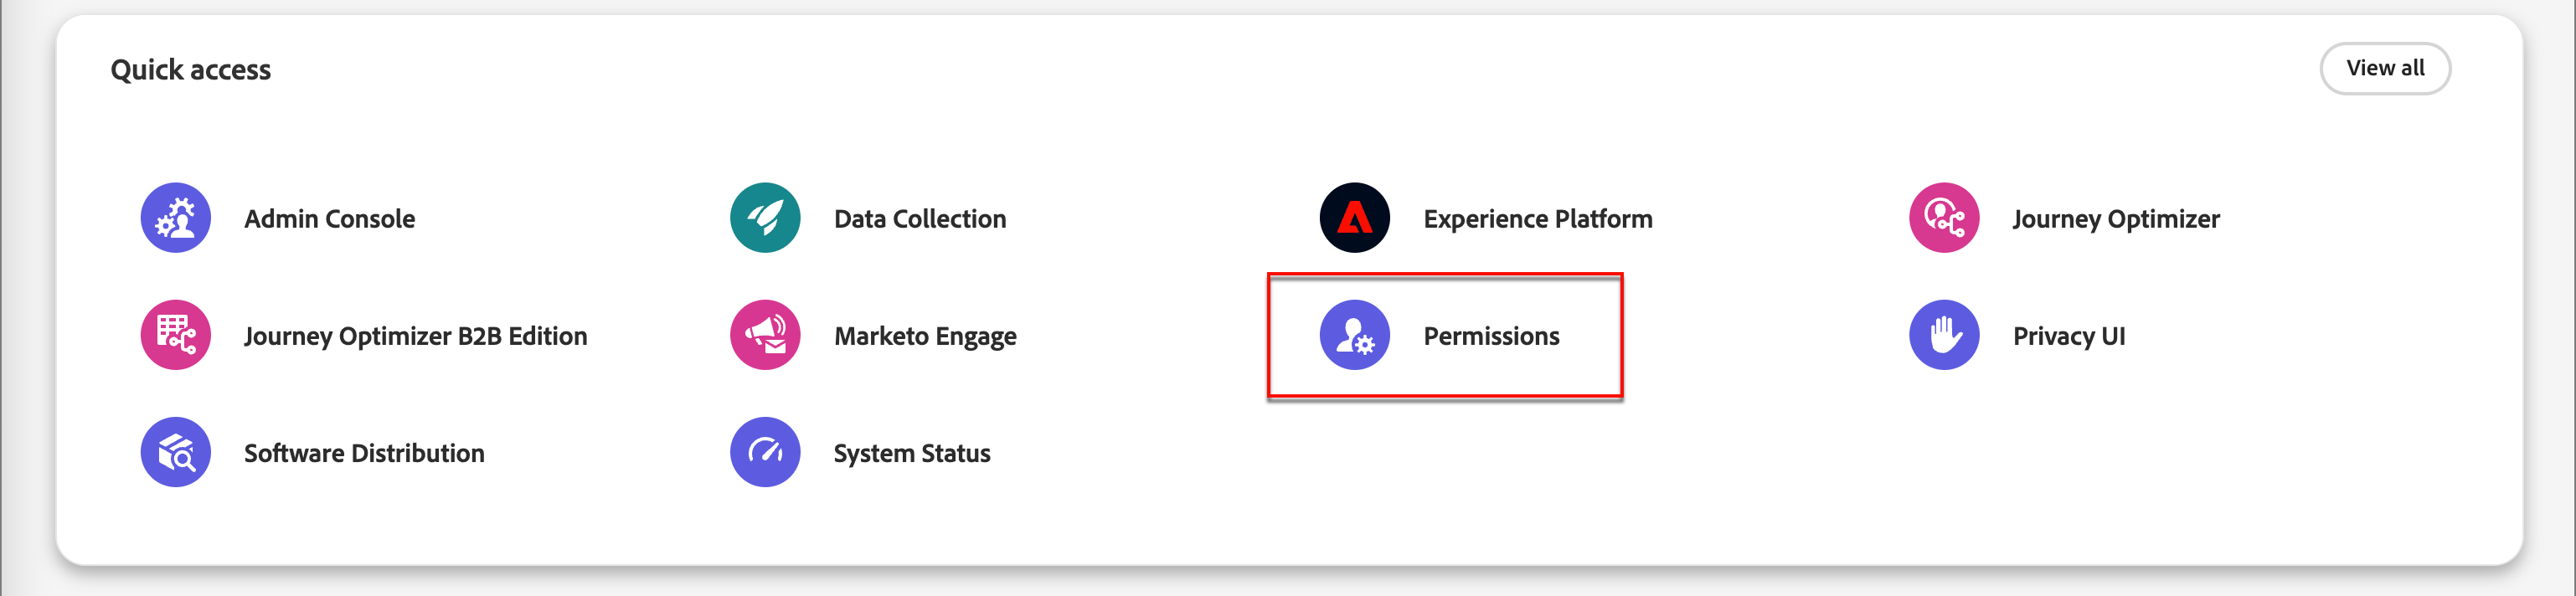 Quick access
View all
Admin Console
Data Collection
Experience Platform
Journey Optimizer
Journey Optimizer B2B Edition
Marketo Engage
Permissions
Privacy UI
Software Distribution
System Status